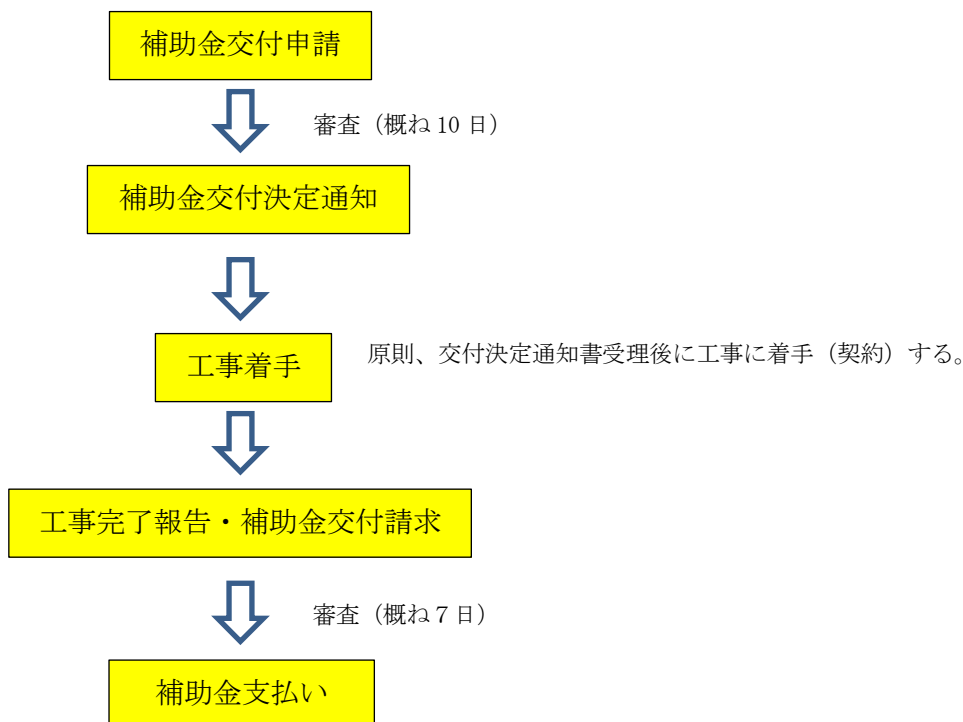 補助金交付申請
審査（概ね 10 日）
補助金交付決定通知
工事着手
原則、交付決定通知書受理後に工事に着手（契約）する。
工事完了報告・補助金交付請求
審査（概ね７日）
補助金支払い